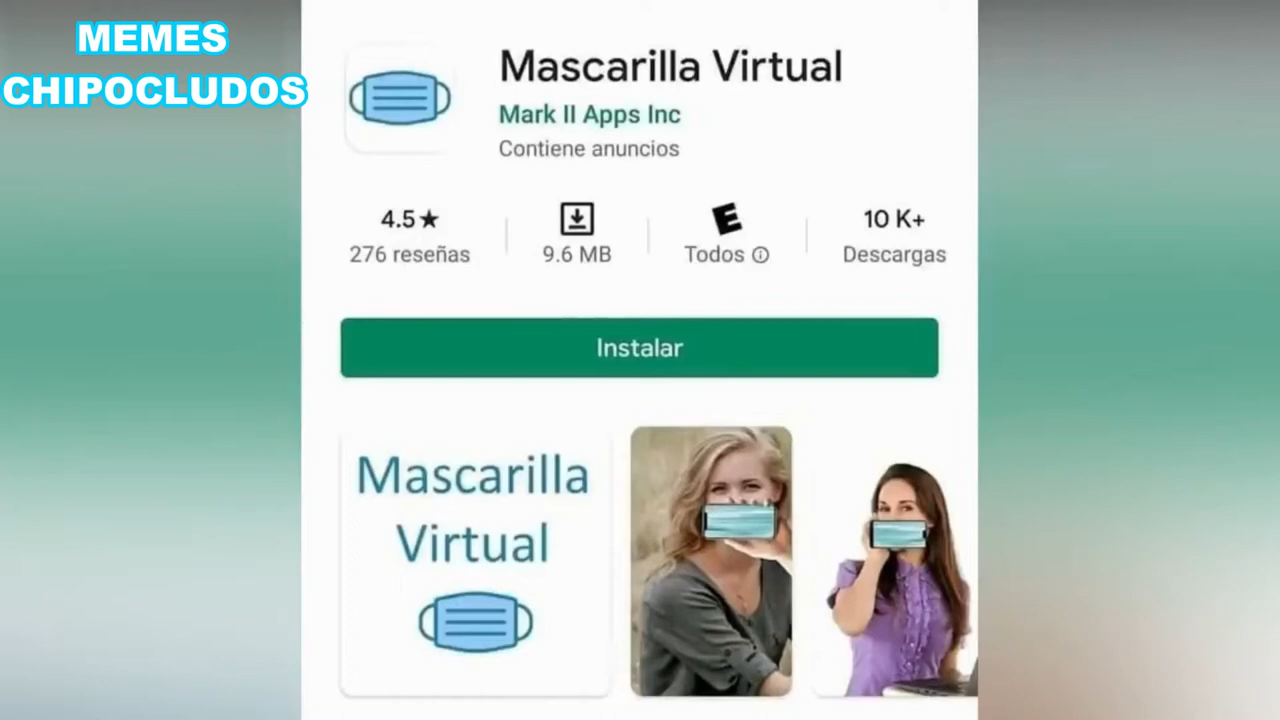 MEMES
CHIPOCLUDOS
Mascarilla Virtual
Mark II Apps Inc
Contiene anuncios
4.5★
276 reseñas
9.6 MB
E
Todos
10 K+
Descargas
Instalar
Mascarilla
Virtual